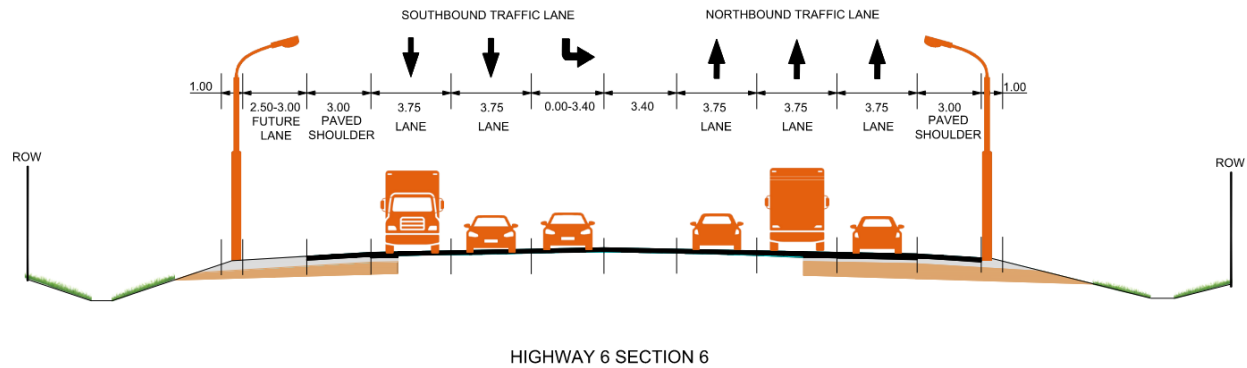 SOUTHBOUND TRAFFIC LANE
NORTHBOUND TRAFFIC LANE
1.00
2.50-3.00
FUTURE
LANE
3.00
PAVED
SHOULDER
3.75
LANE
3.75
LANE
0.00-3.40
3.40
3.75
LANE
3.75
LANE
3.75
LANE
3.00
PAVED
SHOULDER
1.00
ROW
ROW
HIGHWAY 6 SECTION 6